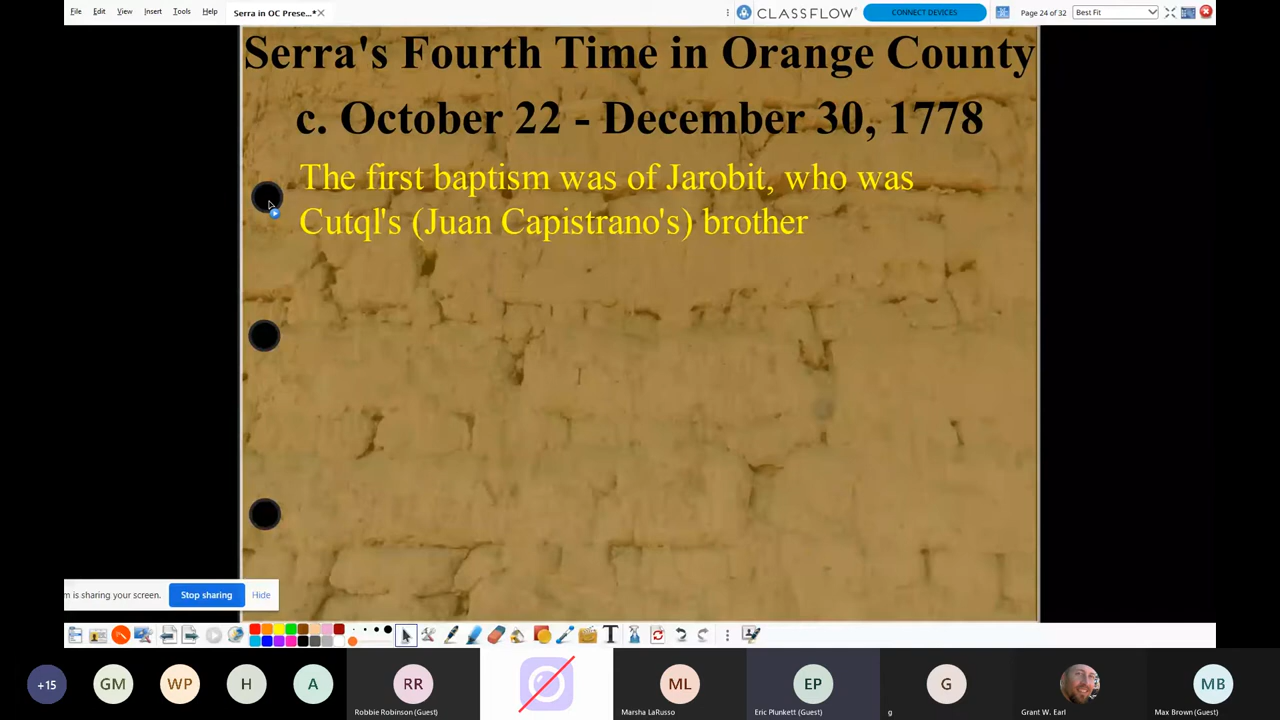 File Edit View Insert Tools Help Serra in OC Prese...* CLASSFLOW CONNECT DEVICES Page 24 of 32 Best Fit
Serra's Fourth Time in Orange County
c. October 22 - December 30, 1778
The first baptism was of Jarobit, who was
Cutql's (Juan Capistrano's) brother
m is sharing your screen. Stop sharing Hide
T
+15 GM WP H A RR ML EP G MB
Robbie Robinson (Guest) Marsha LaRusso Eric Plunkett (Guest) g Grant W. Earl Max Brown (Guest)